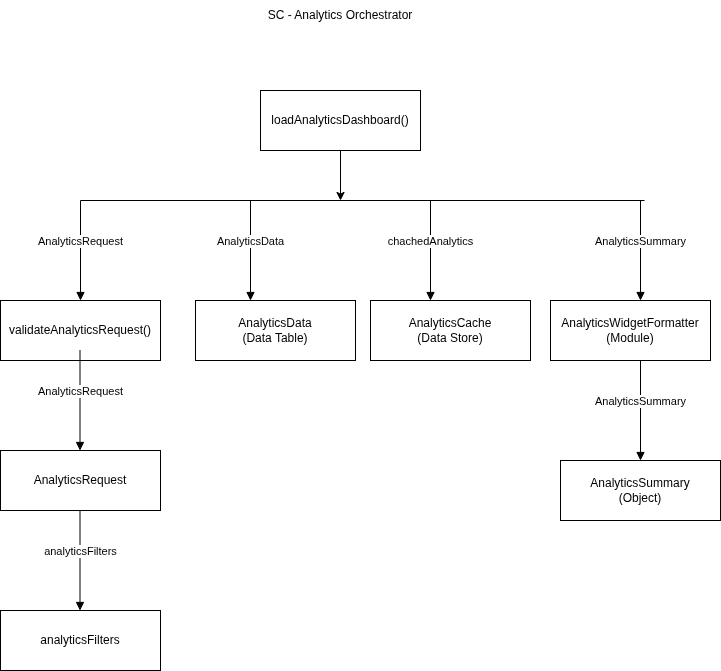 SC - Analytics Orchestrator
loadAnalyticsDashboard()
AnalyticsRequest
AnalyticsData
chachedAnalytics
AnalyticsSummary
validateAnalyticsRequest()
AnalyticsData
(Data Table)
AnalyticsCache
(Data Store)
AnalyticsWidgetFormatter
(Module)
AnalyticsRequest
AnalyticsSummary
AnalyticsRequest
AnalyticsSummary
(Object)
analyticsFilters
analyticsFilters